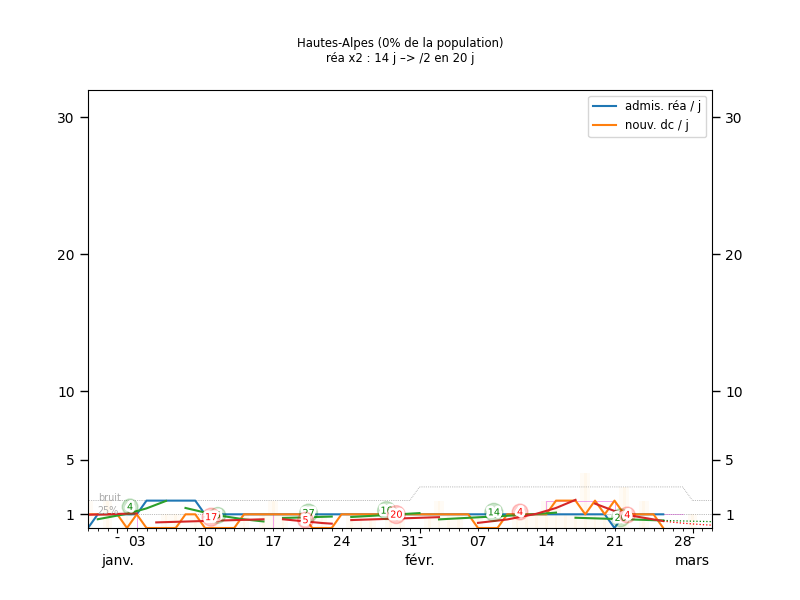 Hautes-Alpes (0% de la population)
réa x2 : 14 j –> /2 en 20 j
admis. réa / j
nouv. dc / j
30 30
20 20
10 10
5 5
1 1
bruit
25%
4 17 27 5 20 14 4 4
03 10 17 24 31 07 14 21 28
janv. févr. mars